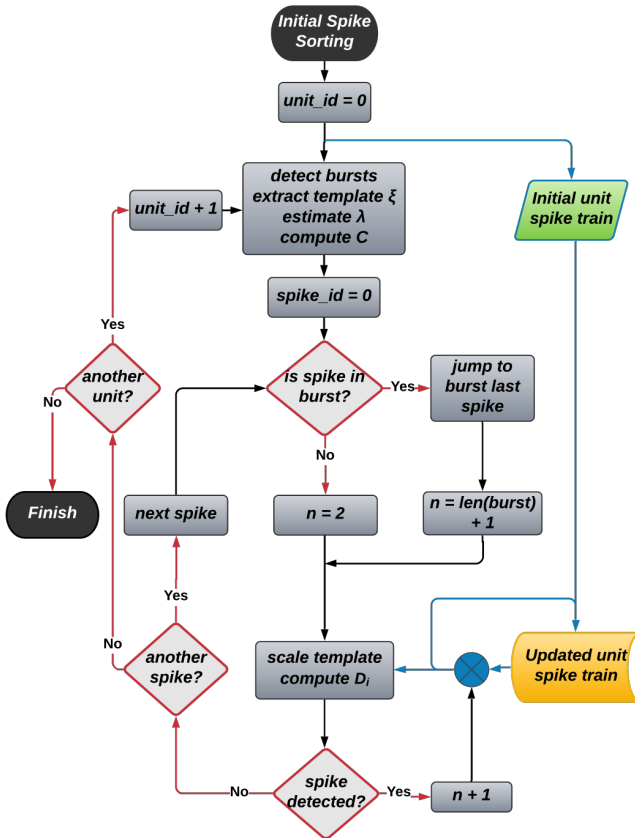 Initial Spike
Sorting
unit_id = 0
detect bursts
extract template ξ
estimate λ
compute C
unit_id + 1
Initial unit
spike train
spike_id = 0
Yes
another
unit?
No
is spike in
burst?
Yes
jump to
burst last
spike
No
Finish
next spike
n = 2
n = len(burst)
+ 1
Yes
No
another
spike?
scale template
compute Di
Updated unit
spike train
No
spike
detected?
Yes
n + 1